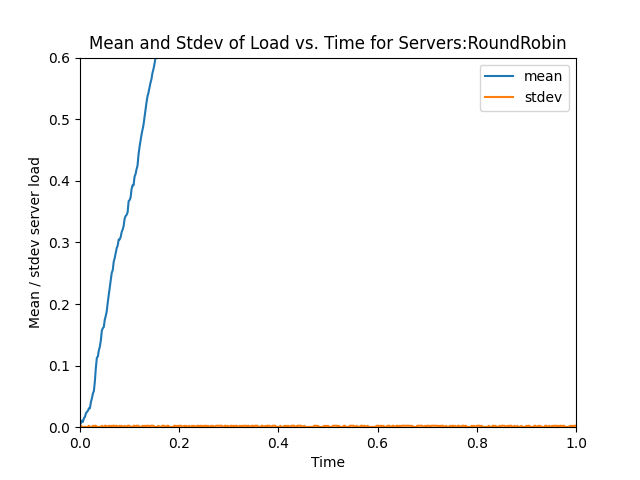 Mean and Stdev of Load vs. Time for Servers:RoundRobin
mean
stdev
Mean / stdev server load
0.6
0.5
0.4
0.3
0.2
0.1
0.0
0.0 0.2 0.4 0.6 0.8 1.0
Time